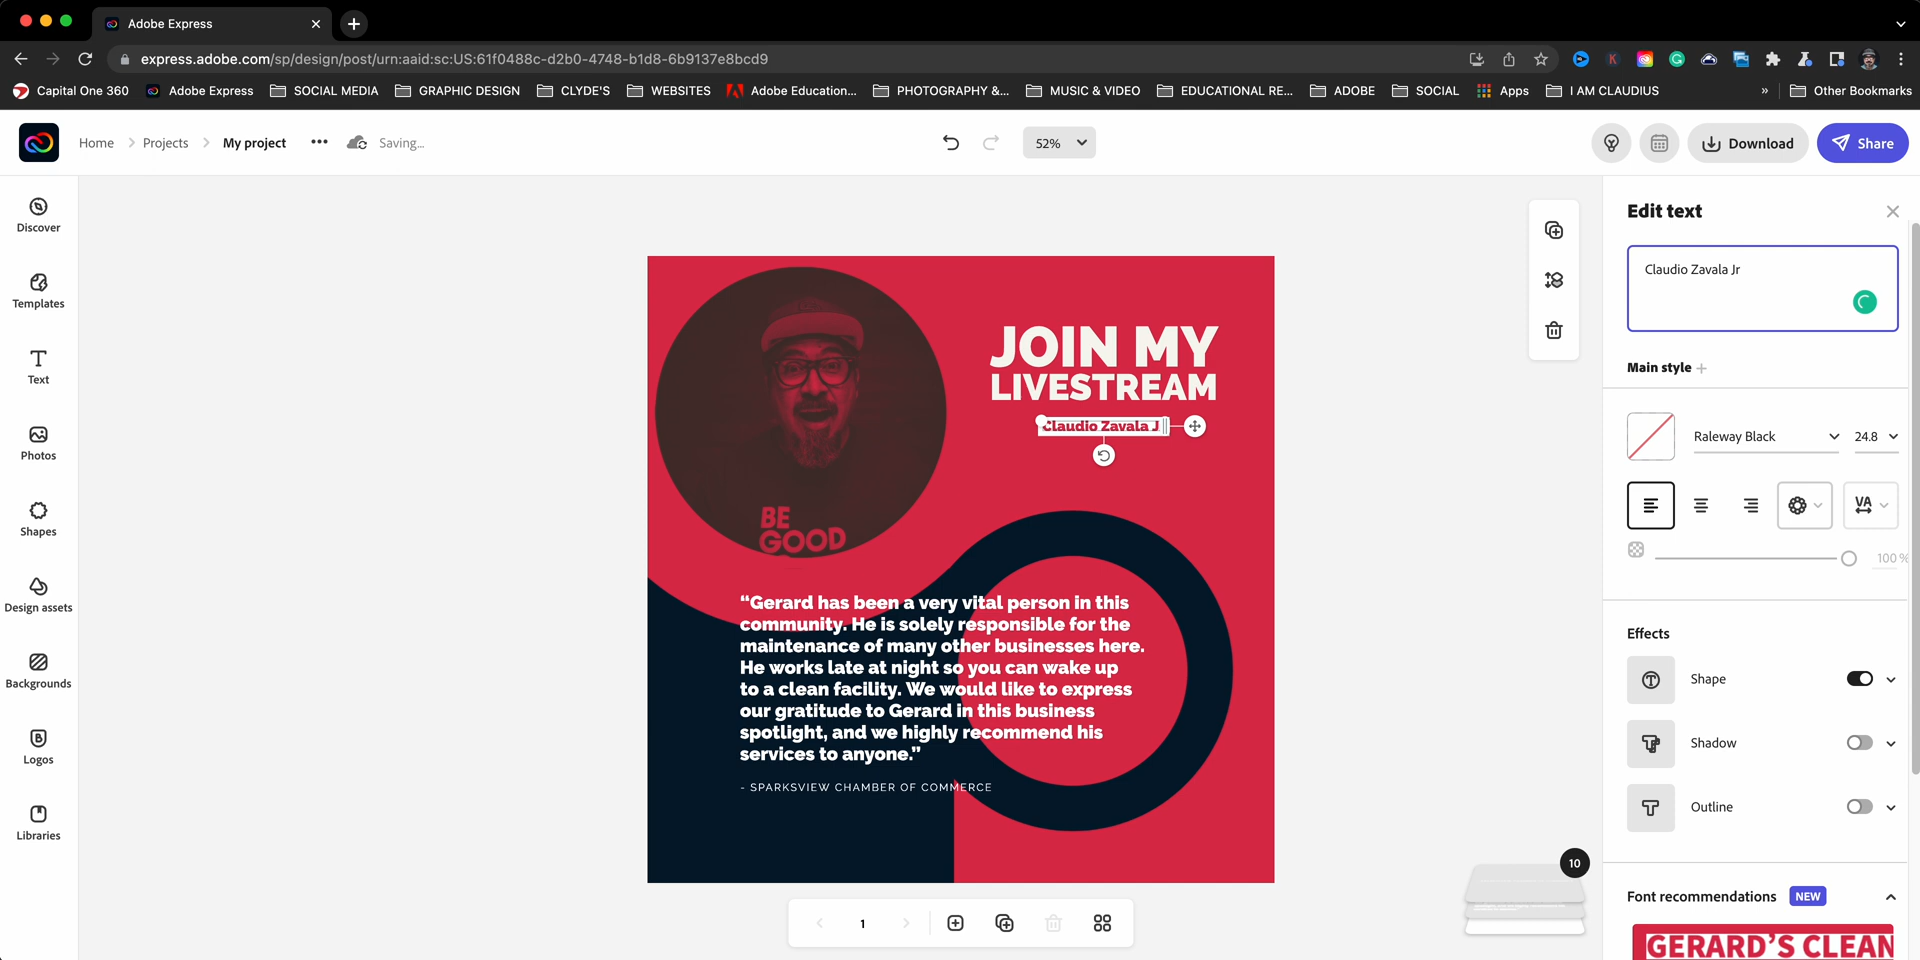 Adobe Express
express.adobe.com/sp/design/post/urn:aaid:sc:US:61f0488c-d2b0-4748-b1d8-6b9137e8bcd9
Capital One 360
Adobe Express
SOCIAL MEDIA
GRAPHIC DESIGN
CLYDE'S
WEBSITES
Adobe Education...
PHOTOGRAPHY &...
MUSIC & VIDEO
EDUCATIONAL RE...
ADOBE
SOCIAL
Apps
I AM CLAUDIUS
»
Other Bookmarks
Home
Projects
My project
Saving...
52%
Download
Share
Discover
Templates
Text
Photos
Shapes
Design assets
Backgrounds
Logos
Libraries
JOIN MY
LIVESTREAM
Claudio Zavala J
BE
GOOD
“Gerard has been a very vital person in this
community. He is solely responsible for the
maintenance of many other businesses here.
He works late at night so you can wake up
to a clean facility. We would like to express
our gratitude to Gerard in this business
spotlight, and we highly recommend his
services to anyone.”
- SPARKSVIEW CHAMBER OF COMMERCE
1
10
Edit text
Claudio Zavala Jr
Main style
Raleway Black
24.8
VA
100 %
Effects
Shape
Shadow
Outline
Font recommendations
NEW
GERARD’S CLEAN